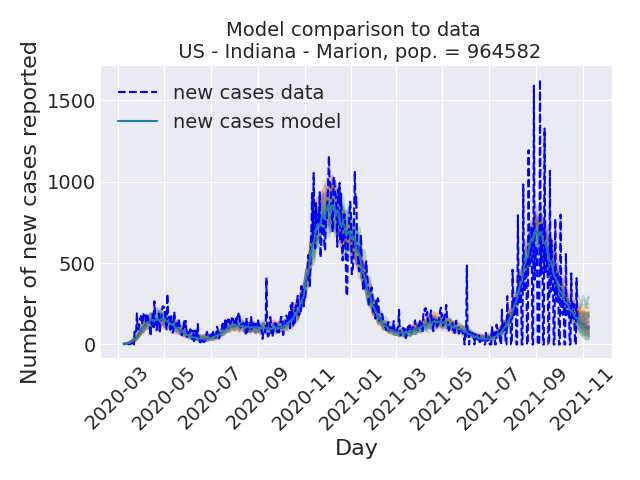 Model comparison to data
US - Indiana - Marion, pop. = 964582
Number of new cases reported
1500
1000
500
0
new cases data
new cases model
2020-03
2020-05
2020-07
2020-09
2020-11
2021-01
2021-03
2021-05
2021-07
2021-09
2021-11
Day